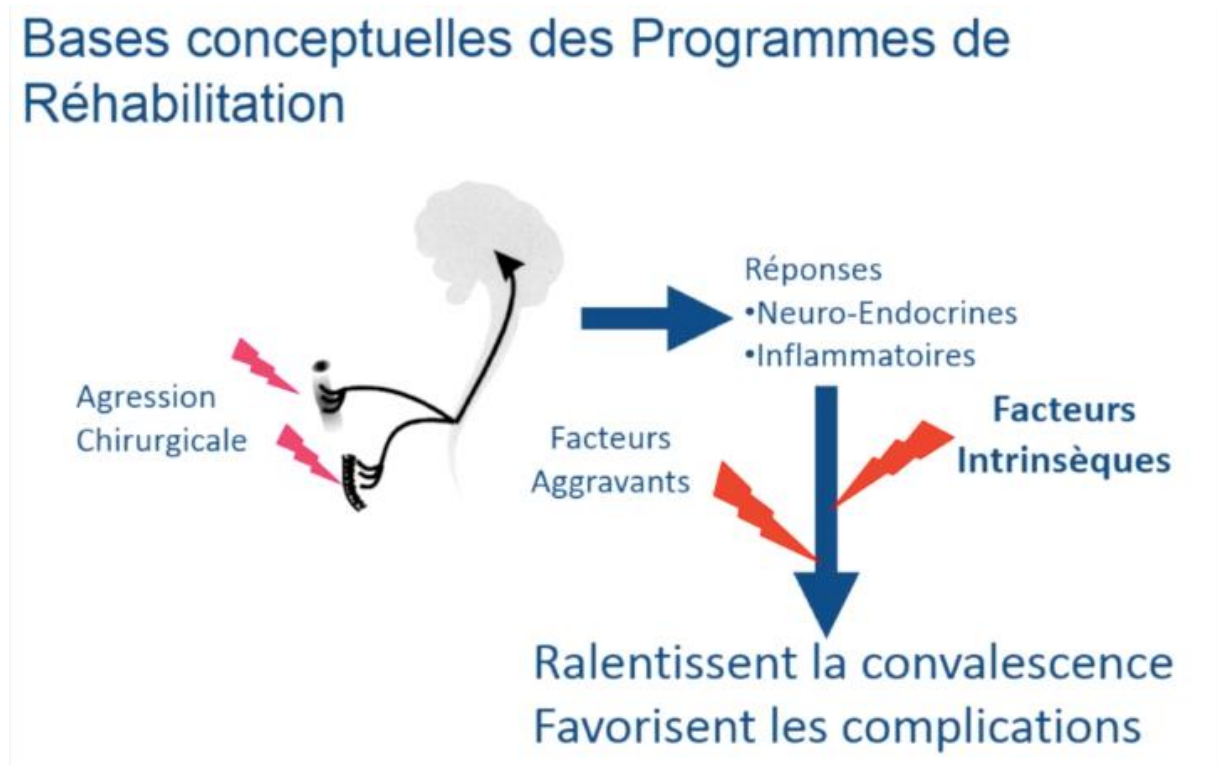 Bases conceptuelles des Programmes de
Réhabilitation
Réponses
•Neuro-Endocrines
•Inflammatoires
Agression
Chirurgicale
Facteurs
Aggravants
Facteurs
Intrinsèques
Ralentissent la convalescence
Favorisent les complications